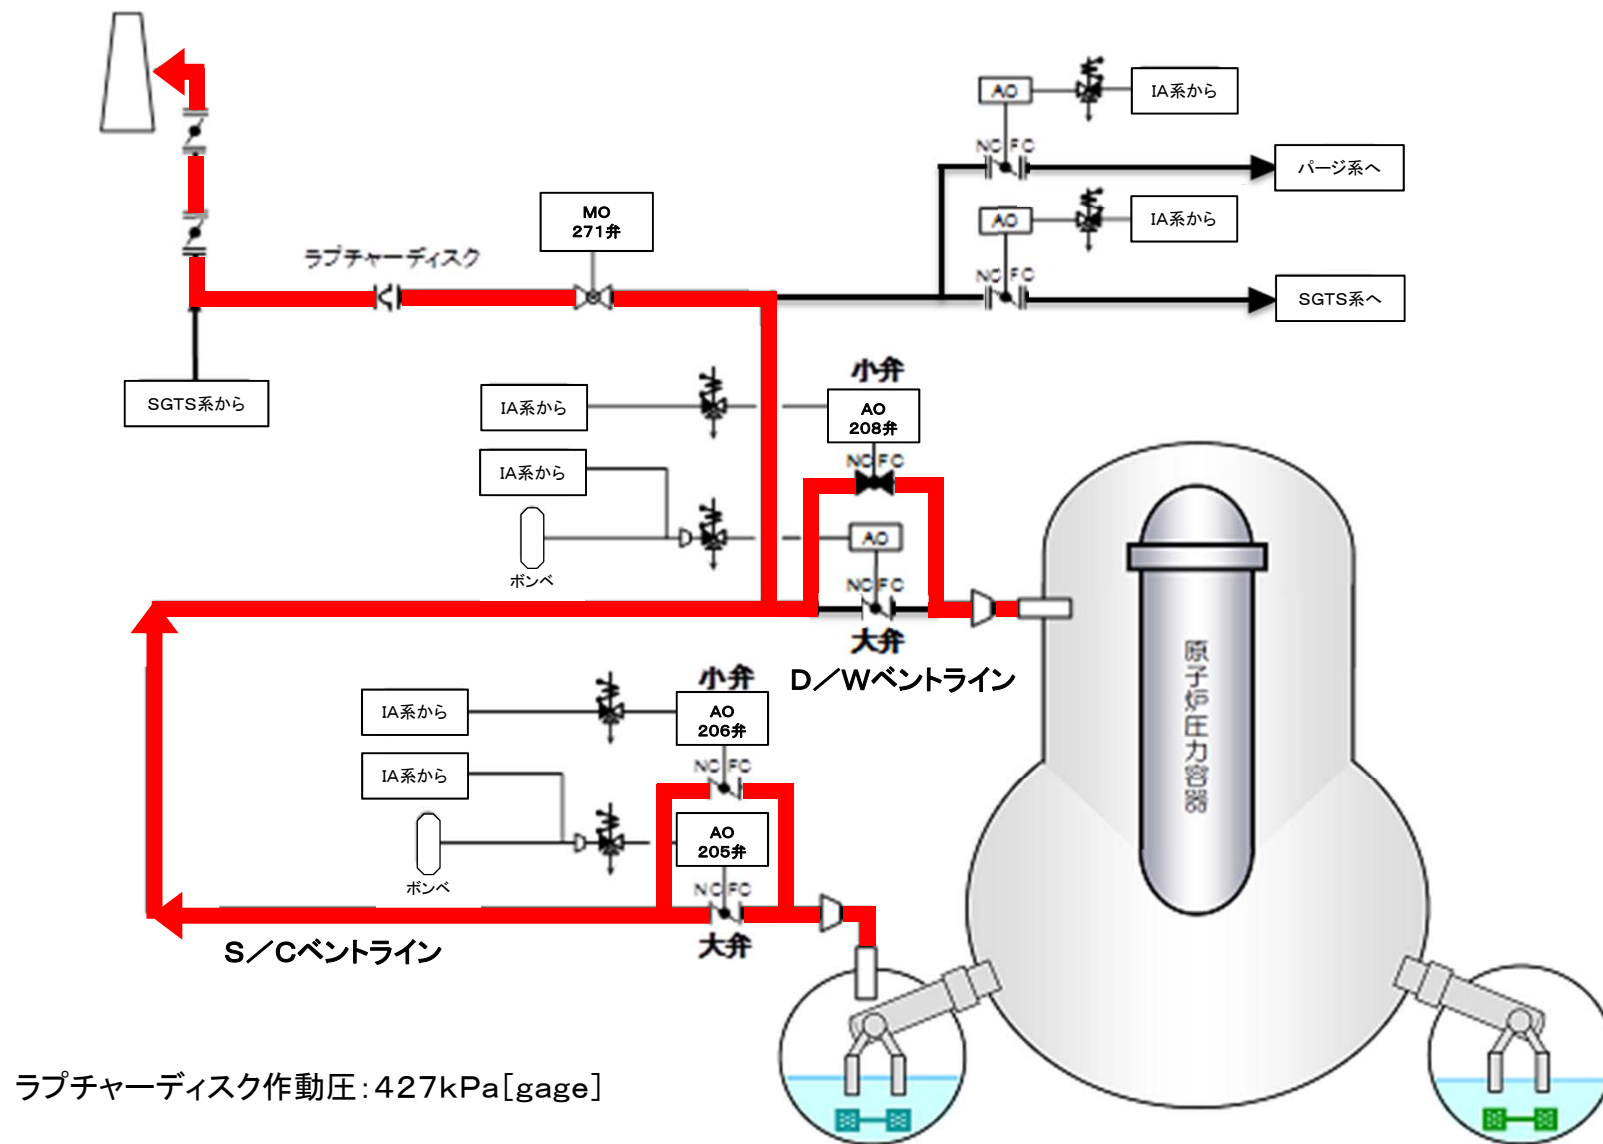 AO
IA系から
NC FC
パージ系へ
AO
IA系から
MO
271弁
ラプチャーディスク
NC FC
SGTS系へ
小弁
SGTS系から
IA系から
AO
208弁
IA系から
NC FC
AO
ボンベ
NC FC
大弁
原子炉圧力容器
小弁
D/Wベントライン
IA系から
AO
206弁
IA系から
NC FC
AO
205弁
ボンベ
NC FC
大弁
S/Cベントライン
ラプチャーディスク作動圧:427kPa[gage]